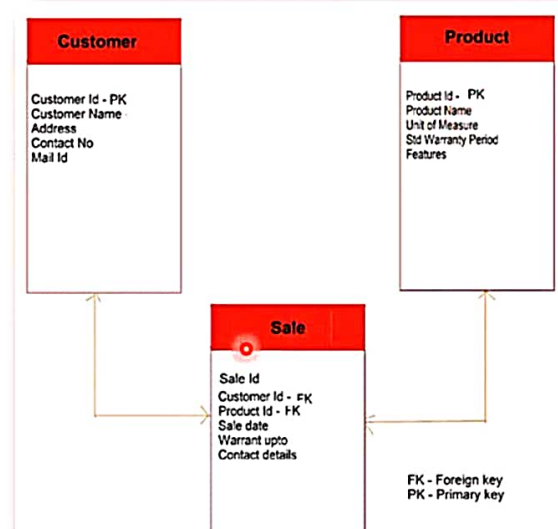 Customer
Customer Id - PK
Customer Name
Address
Contact No
Mail Id
Product
Product Id - PK
Product Name
Unit of Measure
Std Warranty Period
Features
Sale
Sale Id
Customer Id - FK
Product Id - FK
Sale date
Warrant upto
Contact details
FK - Foreign key
PK - Primary key